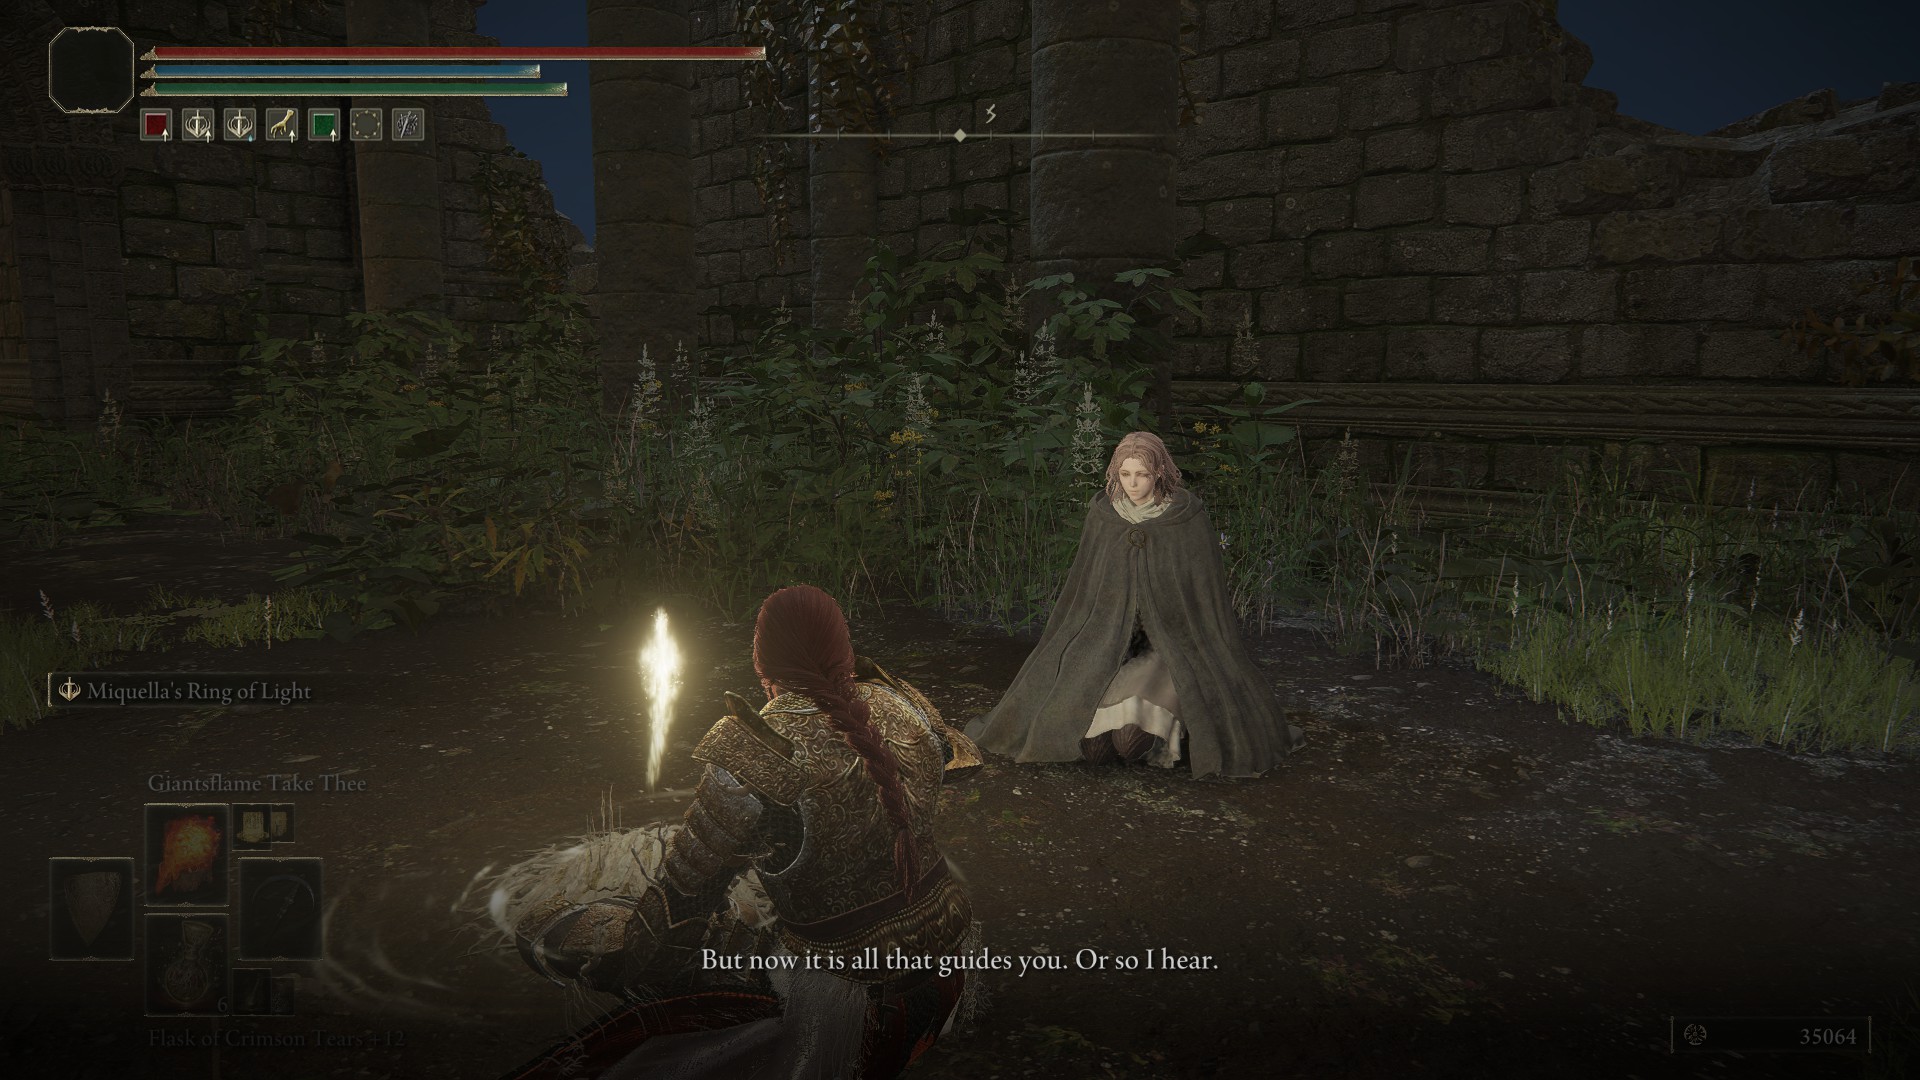 S
Miquella's Ring of Light
Giantsflame Take Thee
6
Flask of Crimson Tears +12
But now it is all that guides you. Or so I hear.
35064